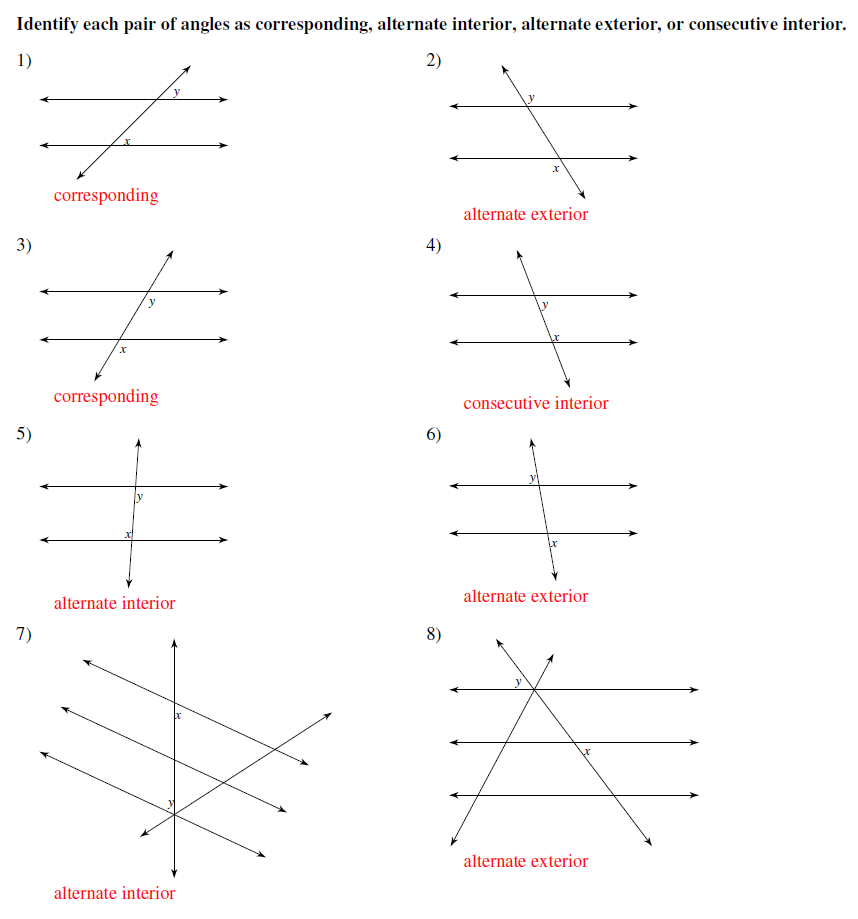 Identify each pair of angles as corresponding, alternate interior, alternate exterior, or consecutive interior.
1)
y
x
corresponding
2)
y
x
alternate exterior
3)
y
x
corresponding
4)
y
x
consecutive interior
5)
y
x
alternate interior
6)
y
x
alternate exterior
7)
x
y
alternate interior
8)
y
x
alternate exterior